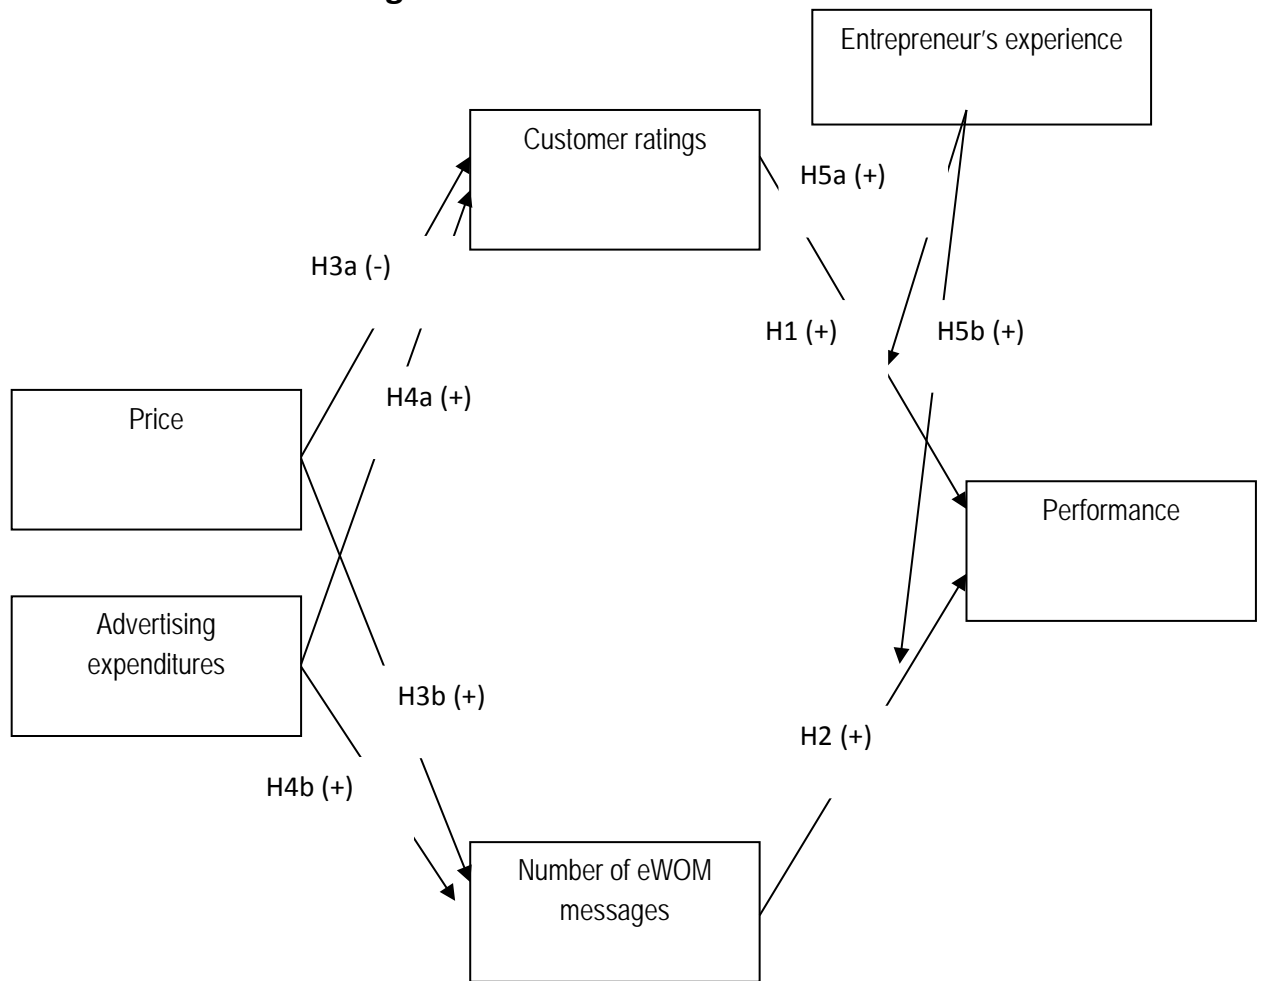 Entrepreneur's experience
Customer ratings
H5a (+)
H3a (-)
H1 (+)
H5b (+)
H4a (+)
Price
Performance
Advertising
expenditures
H3b (+)
H2 (+)
H4b (+)
Number of eWOM
messages